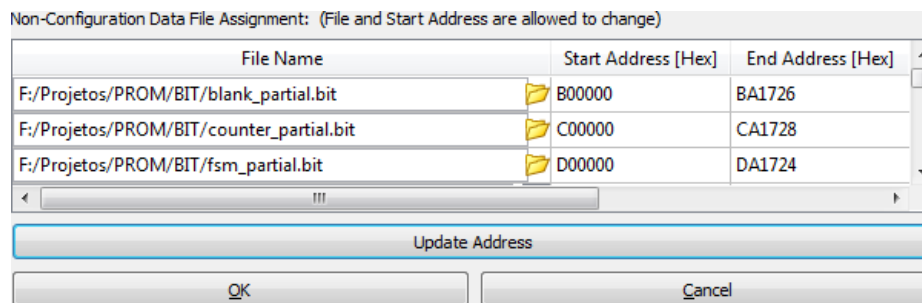 Non-Configuration Data File Assignment: (File and Start Address are allowed to change)
File Name Start Address [Hex] End Address [Hex]
F:/Projetos/PROM/BIT/blank_partial.bit B00000 BA1726
F:/Projetos/PROM/BIT/counter_partial.bit C00000 CA1728
F:/Projetos/PROM/BIT/fsm_partial.bit D00000 DA1724
Update Address
OK Cancel